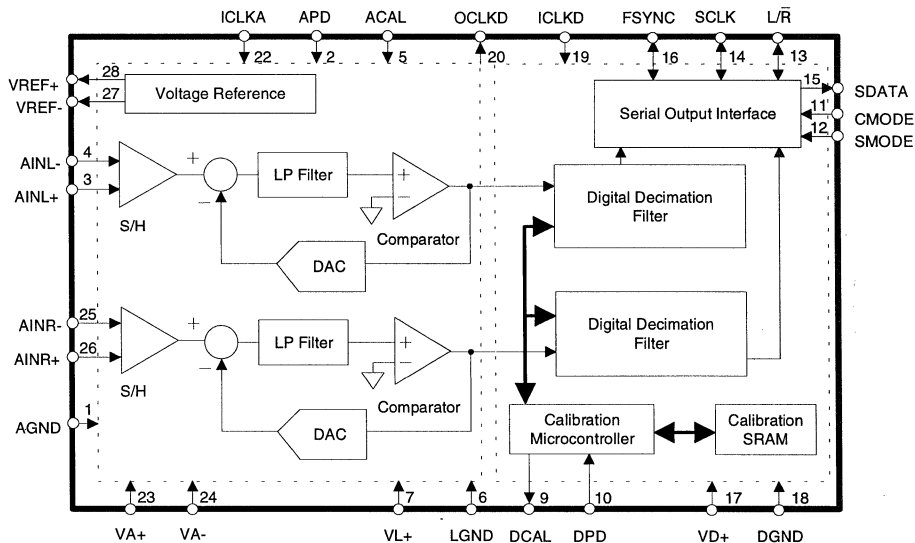 ICLKA APD ACAL OCLKD ICLKD FSYNC SCLK L/R̅
22 2 5 20 19 16 14 13
VREF+ 28
VREF- 27
Voltage Reference
Serial Output Interface
15 SDATA
11 CMODE
12 SMODE
AINL- 4
AINL+ 3
S/H
+
−
LP Filter
+
−
Comparator
DAC
Digital Decimation
Filter
AINR- 25
AINR+ 26
S/H
+
−
LP Filter
+
−
Comparator
DAC
Digital Decimation
Filter
AGND 1
Calibration
Microcontroller
Calibration
SRAM
23 24 7 6 9 10 17 18
VA+ VA- VL+ LGND DCAL DPD VD+ DGND